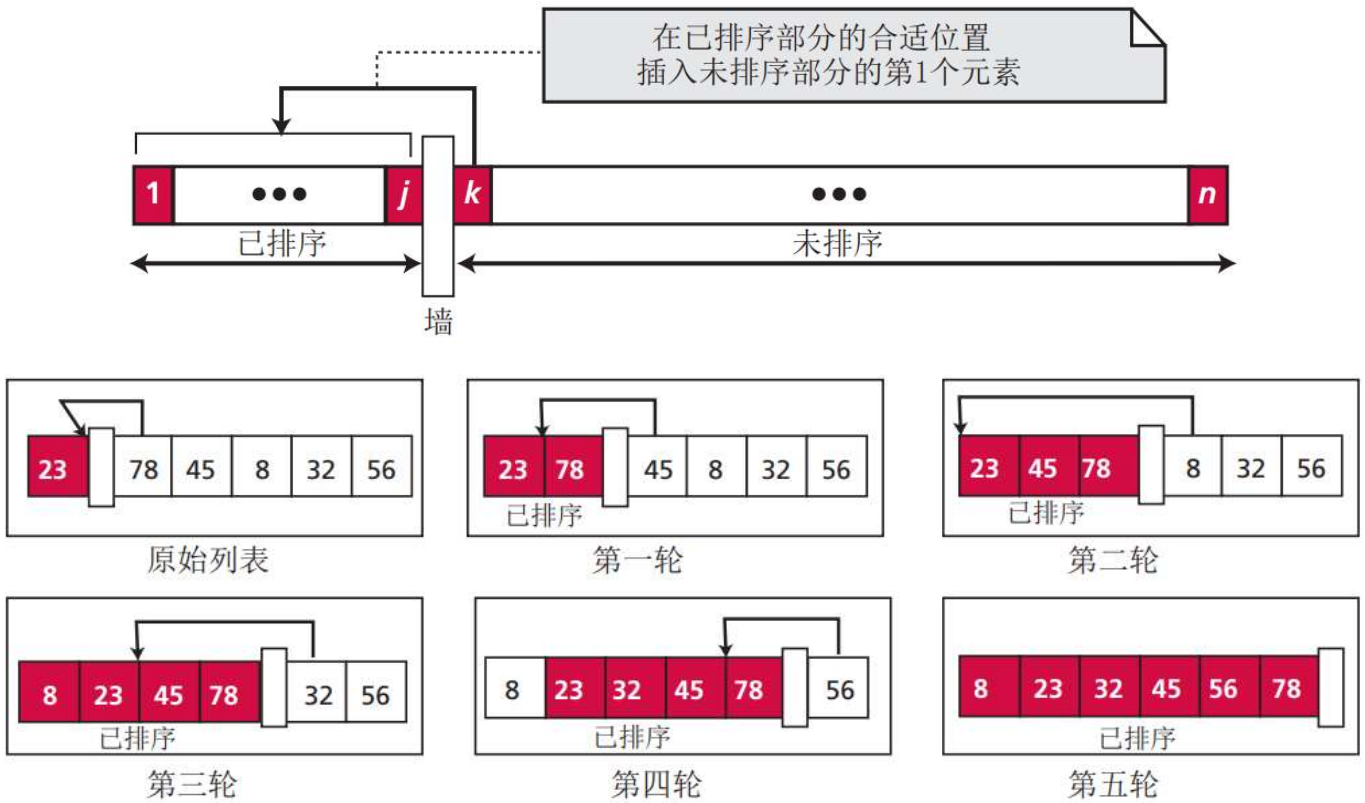 在已排序部分的合适位置
插入未排序部分的第1个元素
1 ••• j k ••• n
已排序 未排序
墙
23 78 45 8 32 56
原始列表
23 78 45 8 32 56
已排序
第一轮
23 45 78 8 32 56
已排序
第二轮
8 23 45 78 32 56
已排序
第三轮
8 23 32 45 78 56
已排序
第四轮
8 23 32 45 56 78
已排序
第五轮